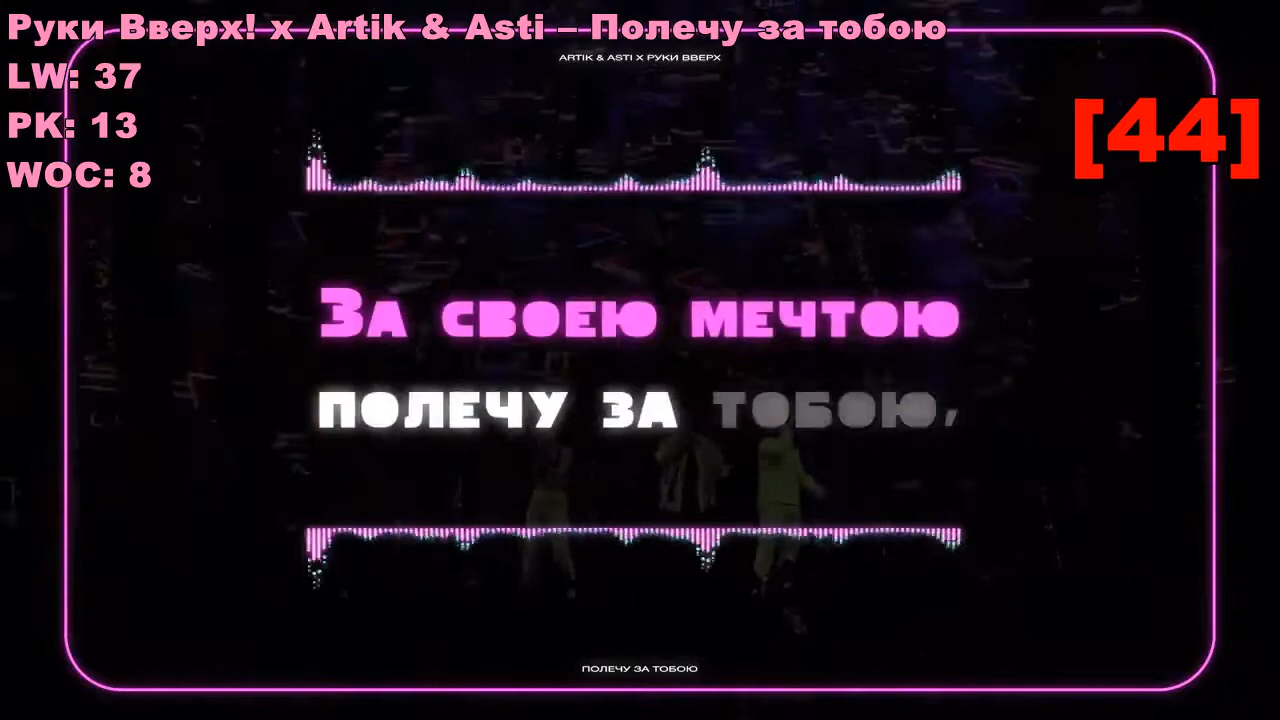 Руки Вверх! x Artik & Asti – Полечу за тобою
LW: 37
PK: 13
WOC: 8
[44]
ARTIK & ASTI X РУКИ ВВЕРХ
За своею мечтою
полечу за тобою,
ПОЛЕЧУ ЗА ТОБОЮ